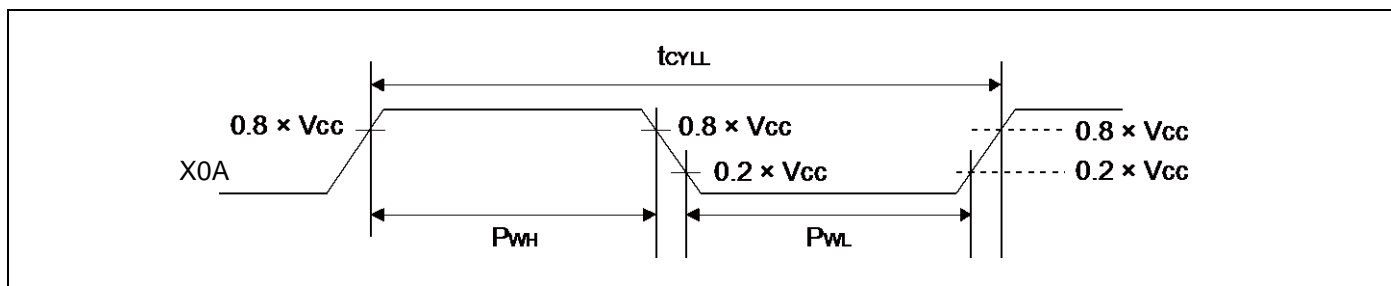 tCYLL
0.8 × Vcc 0.8 × Vcc 0.8 × Vcc
X0A 0.2 × Vcc 0.2 × Vcc
PWH PWL